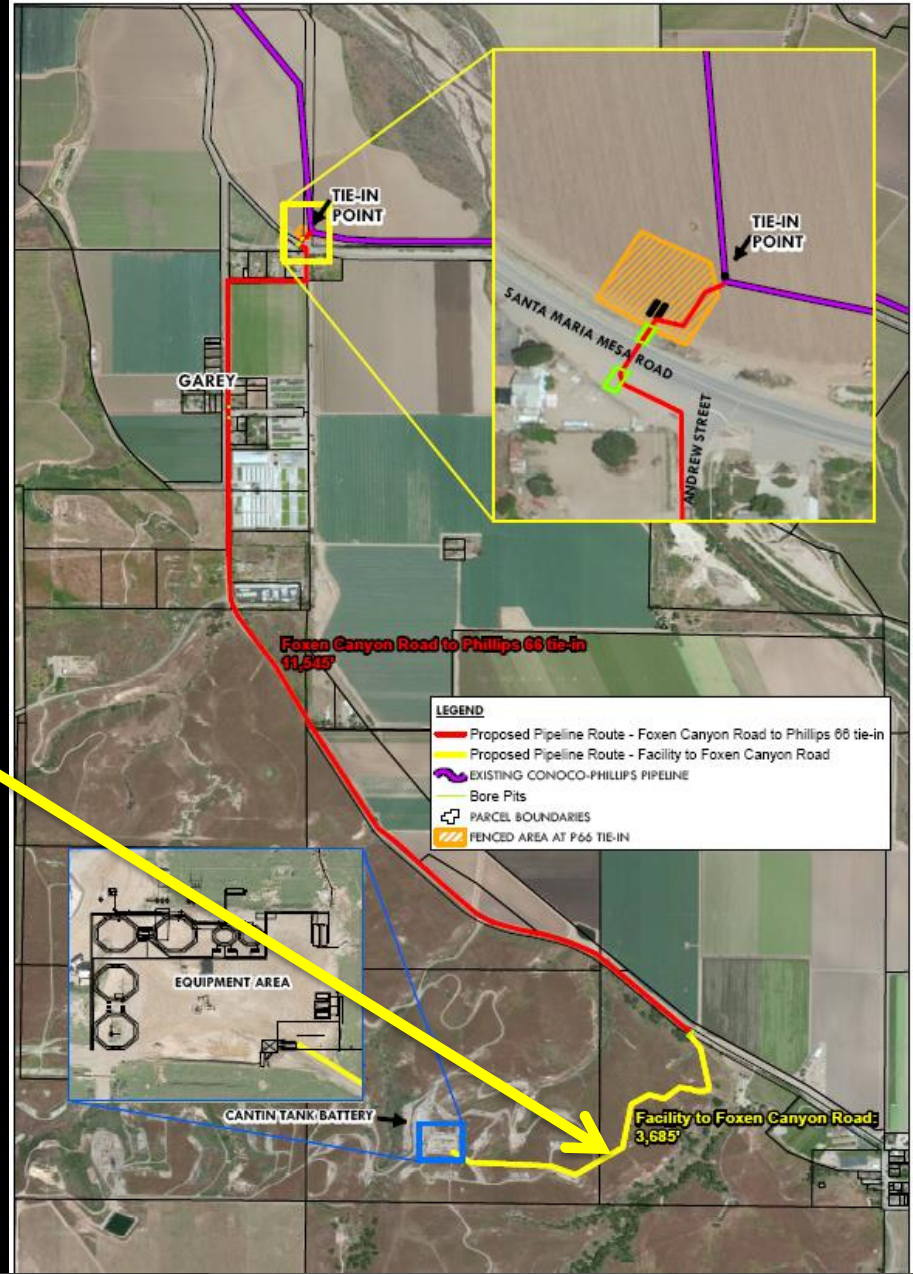 TIE-IN
POINT
TIE-IN
POINT
SANTA MARIA MESA ROAD
ANDREW STREET
GAREY
Foxen Canyon Road to Phillips 66 tie-in
11,545'
LEGEND
Proposed Pipeline Route - Foxen Canyon Road to Phillips 66 tie-in
Proposed Pipeline Route - Facility to Foxen Canyon Road
EXISTING CONOCO-PHILLIPS PIPELINE
Bore Pits
PARCEL BOUNDARIES
FENCED AREA AT P66 TIE-IN
EQUIPMENT AREA
CANTIN TANK BATTERY
Facility to Foxen Canyon Road:
3,685'